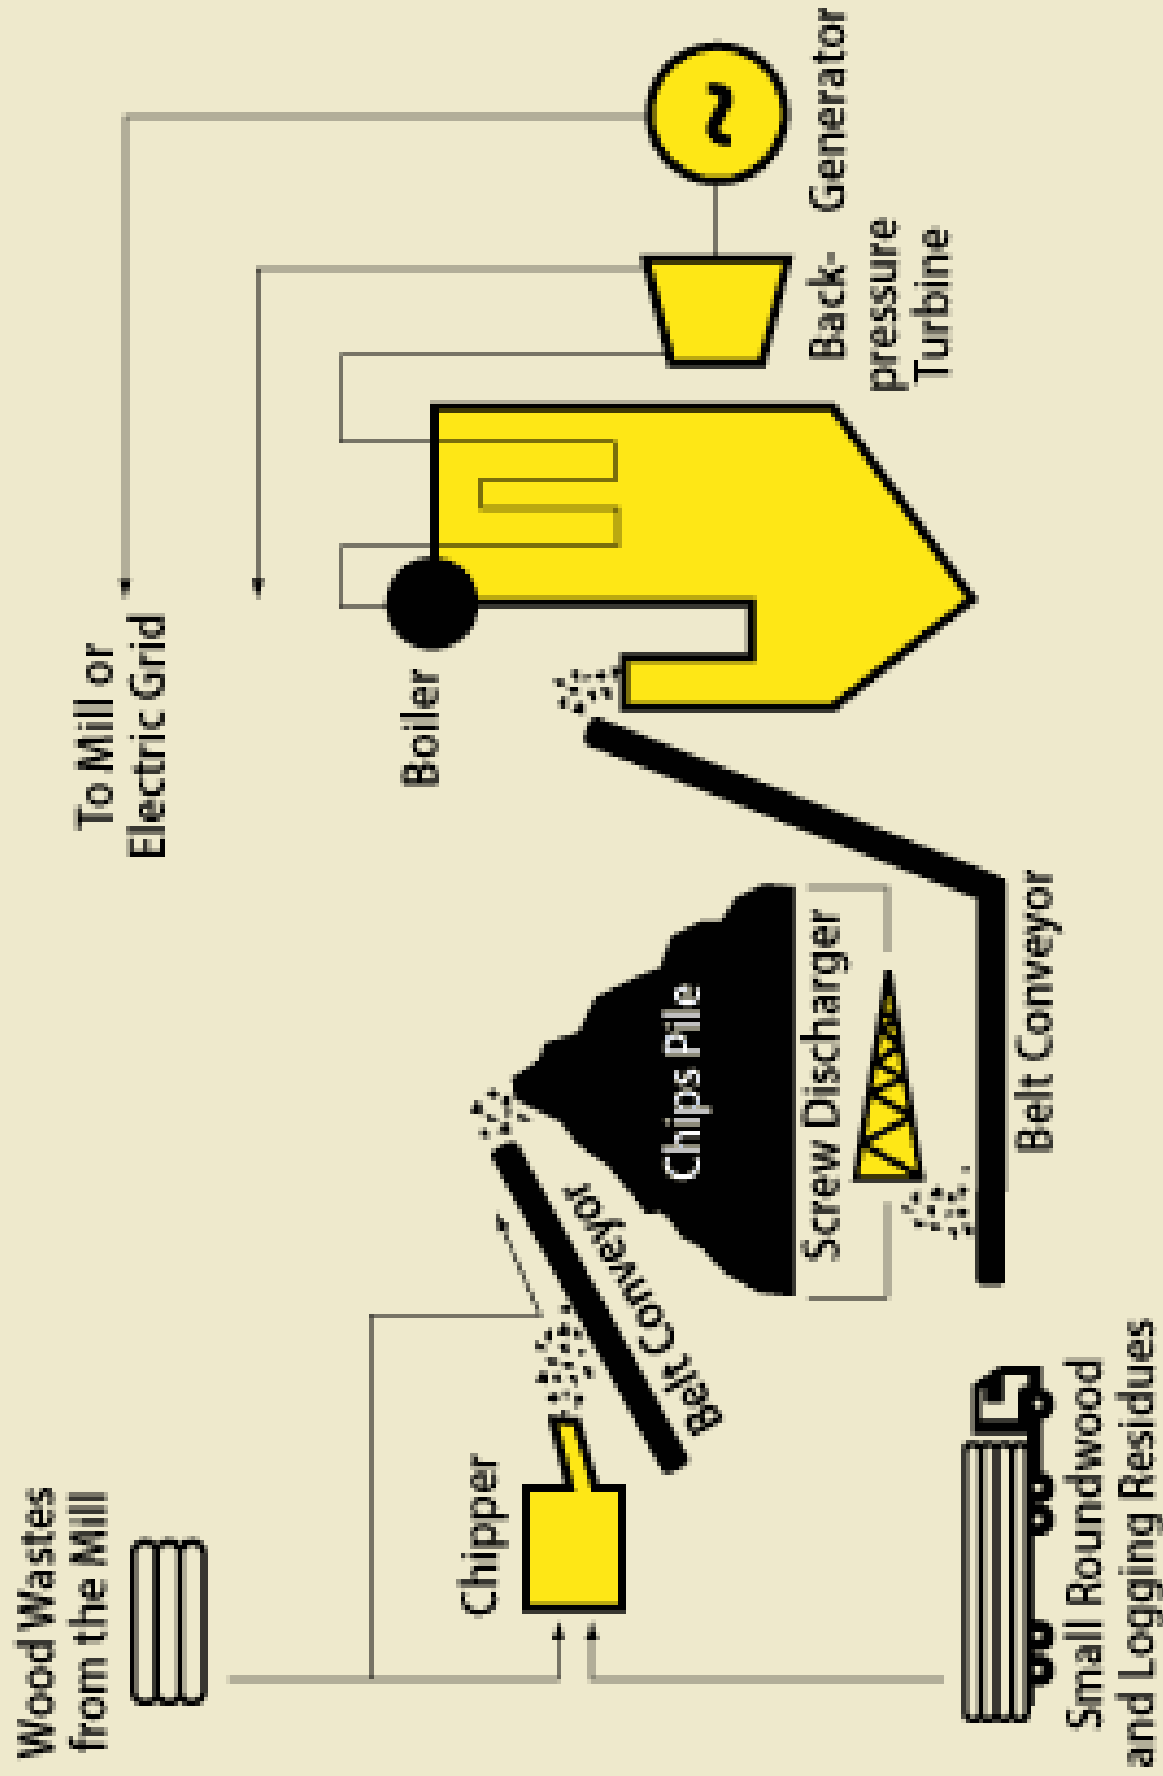 Wood Wastes
from the Mill
Chipper
Belt Conveyor
Small Roundwood
and Logging Residues
Chips Pile
Screw Discharger
Belt Conveyor
To Mill or
Electric Grid
Boiler
Back-
pressure
Turbine
Generator
~